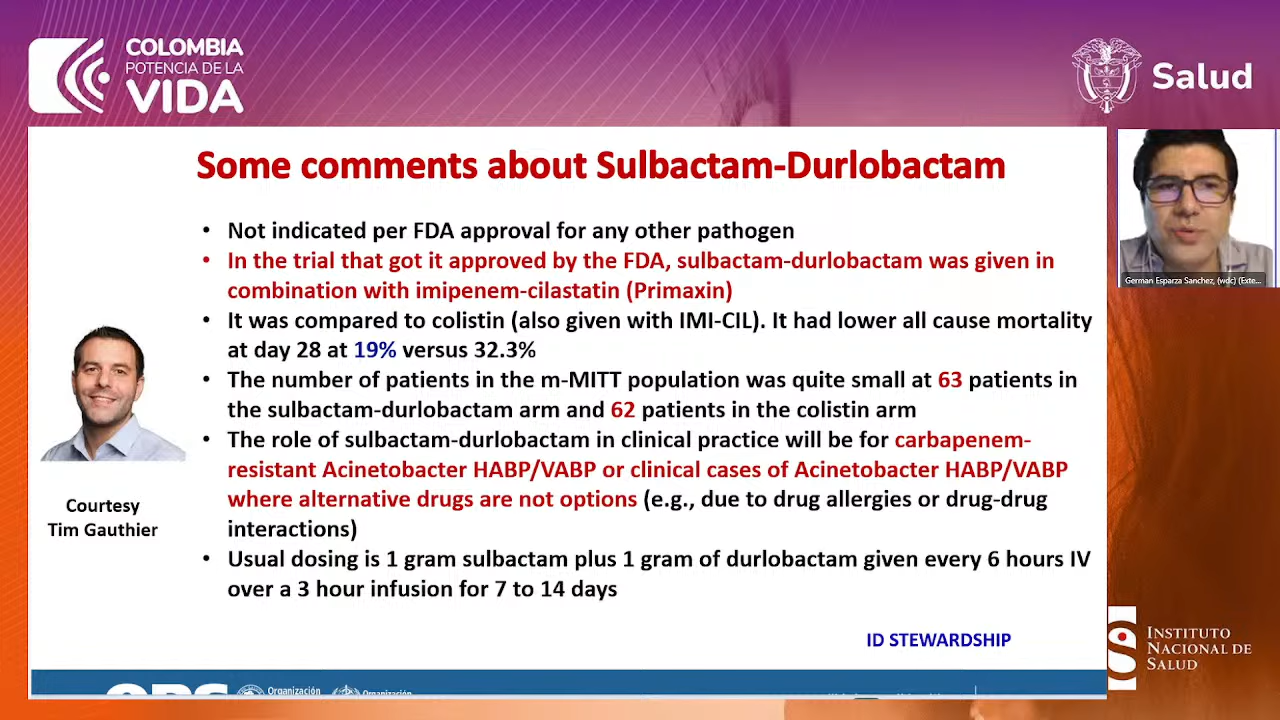 COLOMBIA
POTENCIA DE LA
VIDA
Salud
Some comments about Sulbactam-Durlobactam
• Not indicated per FDA approval for any other pathogen
• In the trial that got it approved by the FDA, sulbactam-durlobactam was given in
combination with imipenem-cilastatin (Primaxin)
• It was compared to colistin (also given with IMI-CIL). It had lower all cause mortality
at day 28 at 19% versus 32.3%
• The number of patients in the m-MITT population was quite small at 63 patients in
the sulbactam-durlobactam arm and 62 patients in the colistin arm
• The role of sulbactam-durlobactam in clinical practice will be for carbapenem-
resistant Acinetobacter HABP/VABP or clinical cases of Acinetobacter HABP/VABP
where alternative drugs are not options (e.g., due to drug allergies or drug-drug
interactions)
• Usual dosing is 1 gram sulbactam plus 1 gram of durlobactam given every 6 hours IV
over a 3 hour infusion for 7 to 14 days
Courtesy
Tim Gauthier
ID STEWARDSHIP
German Esparza Sanchez, (wdc) (Exte...
INSTITUTO
NACIONAL DE
SALUD
OPS
Organización
Organización